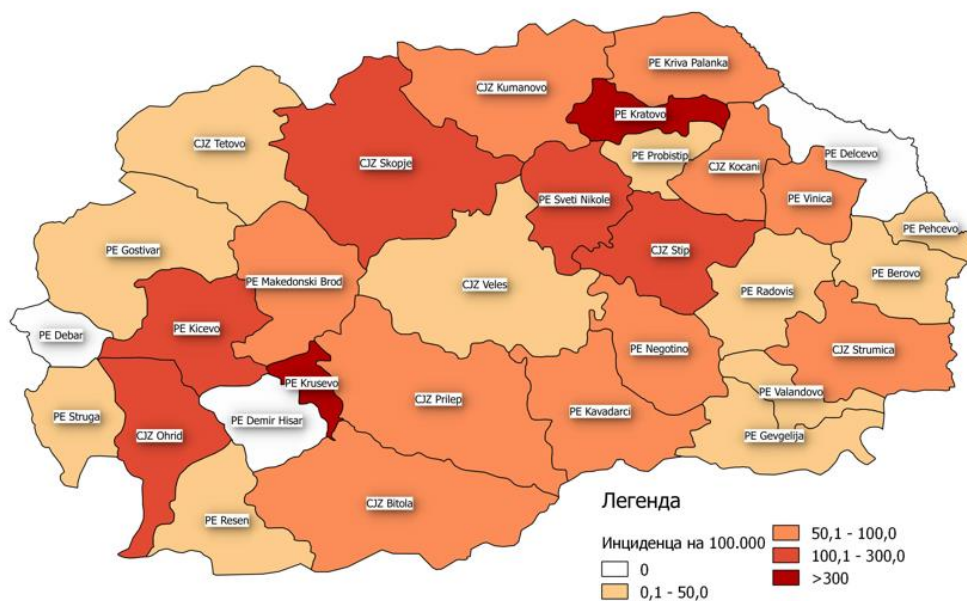 PE Kriva Palanka
CJZ Kumanovo
PE Kratovo
CJZ Tetovo
PE Probistip
PE Delcevo
CJZ Skopje
CJZ Kocani
PE Sveti Nikole
PE Vinica
PE Pehcevo
PE Gostivar
CJZ Stip
PE Berovo
PE Makedonski Brod
CJZ Veles
PE Radovis
PE Kicevo
PE Debar
PE Negotino
CJZ Strumica
PE Krusevo
PE Valandovo
CJZ Prilep
PE Struga
PE Demir Hisar
PE Kavadarci
CJZ Ohrid
PE Gevgelija
CJZ Bitola
PE Resen
Легенда
Инциденца на 100.000
0
0,1 - 50,0
50,1 - 100,0
100,1 - 300,0
>300